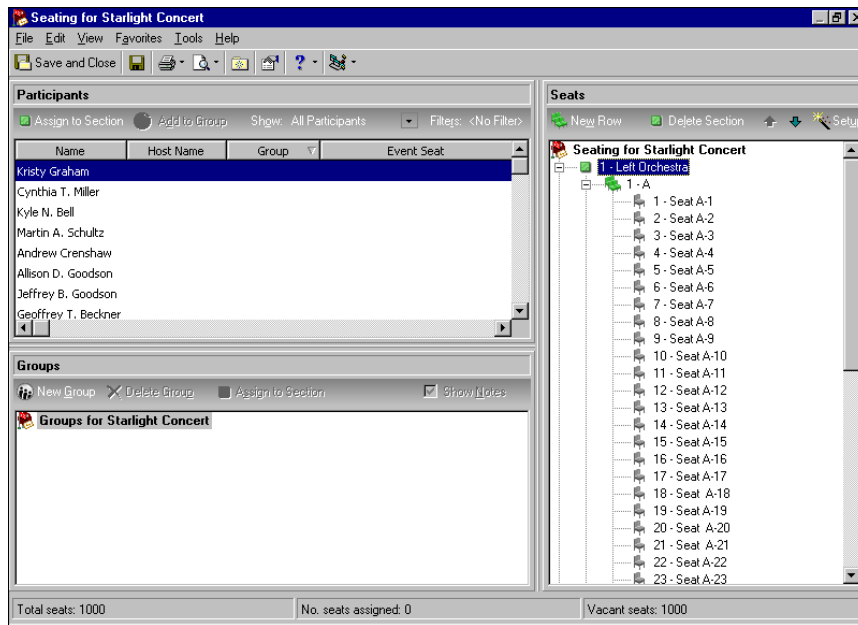 Seating for Starlight Concert
File Edit View Favorites Tools Help
Save and Close
Participants
Assign to Section Add to Group Show: All Participants Filters: <No Filter>
Name Host Name Group Event Seat
Kristy Graham
Cynthia T. Miller
Kyle N. Bell
Martin A. Schultz
Andrew Crenshaw
Allison D. Goodson
Jeffrey B. Goodson
Geoffrey T. Beckner
Groups
New Group Delete Group Assign to Section Show Notes
Groups for Starlight Concert
Seats
New Row Delete Section Setup
Seating for Starlight Concert
1 - Left Orchestra
1 - A
1 - Seat A-1
2 - Seat A-2
3 - Seat A-3
4 - Seat A-4
5 - Seat A-5
6 - Seat A-6
7 - Seat A-7
8 - Seat A-8
9 - Seat A-9
10 - Seat A-10
11 - Seat A-11
12 - Seat A-12
13 - Seat A-13
14 - Seat A-14
15 - Seat A-15
16 - Seat A-16
17 - Seat A-17
18 - Seat A-18
19 - Seat A-19
20 - Seat A-20
21 - Seat A-21
22 - Seat A-22
23 - Seat A-23
Total seats: 1000 No. seats assigned: 0 Vacant seats: 1000